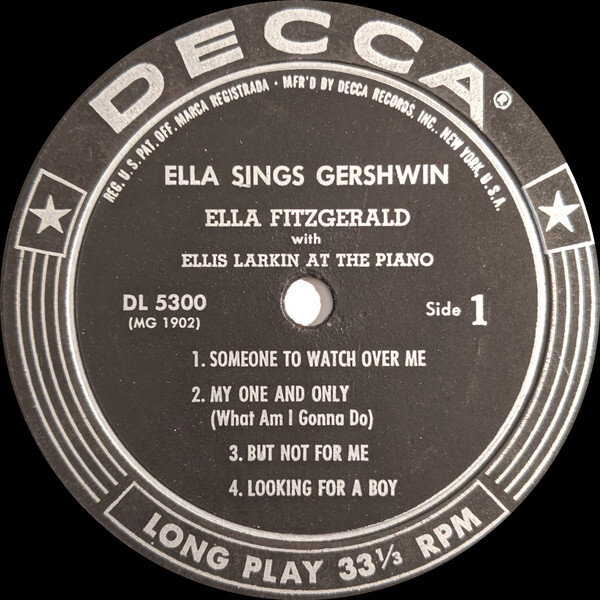 DECCA®
REG. U.S. PAT. OFF. MARCA REGISTRADA • MFR'D BY DECCA RECORDS, INC., NEW YORK, U.S.A.
ELLA SINGS GERSHWIN
ELLA FITZGERALD
with
ELLIS LARKIN AT THE PIANO
DL 5300
(MG 1902)
Side 1
1. SOMEONE TO WATCH OVER ME
2. MY ONE AND ONLY
(What Am I Gonna Do)
3. BUT NOT FOR ME
4. LOOKING FOR A BOY
LONG PLAY 33⅓ RPM